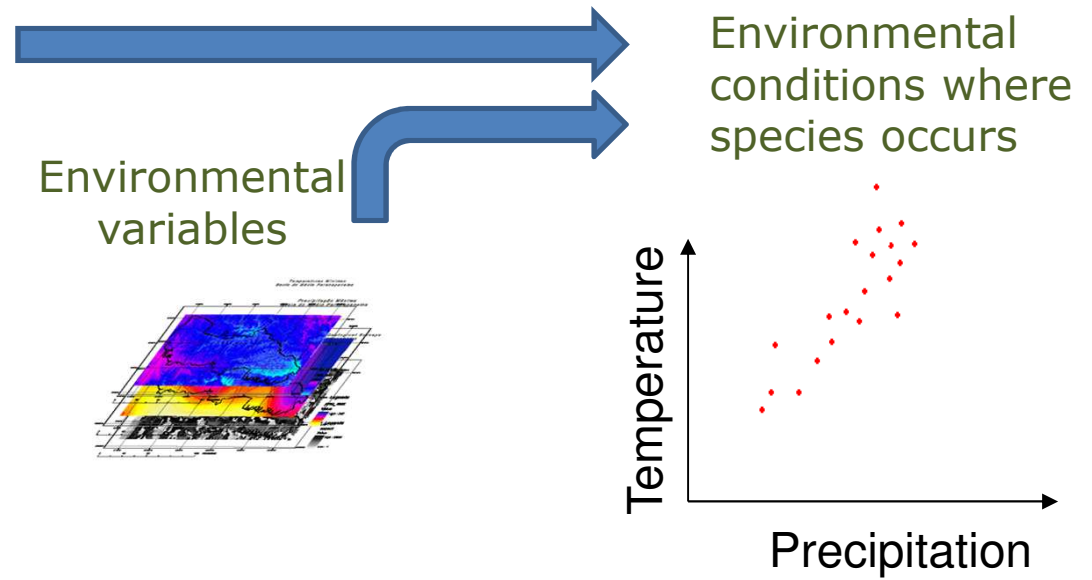 Environmental
conditions where
species occurs
Environmental
variables
Temperature
Precipitation